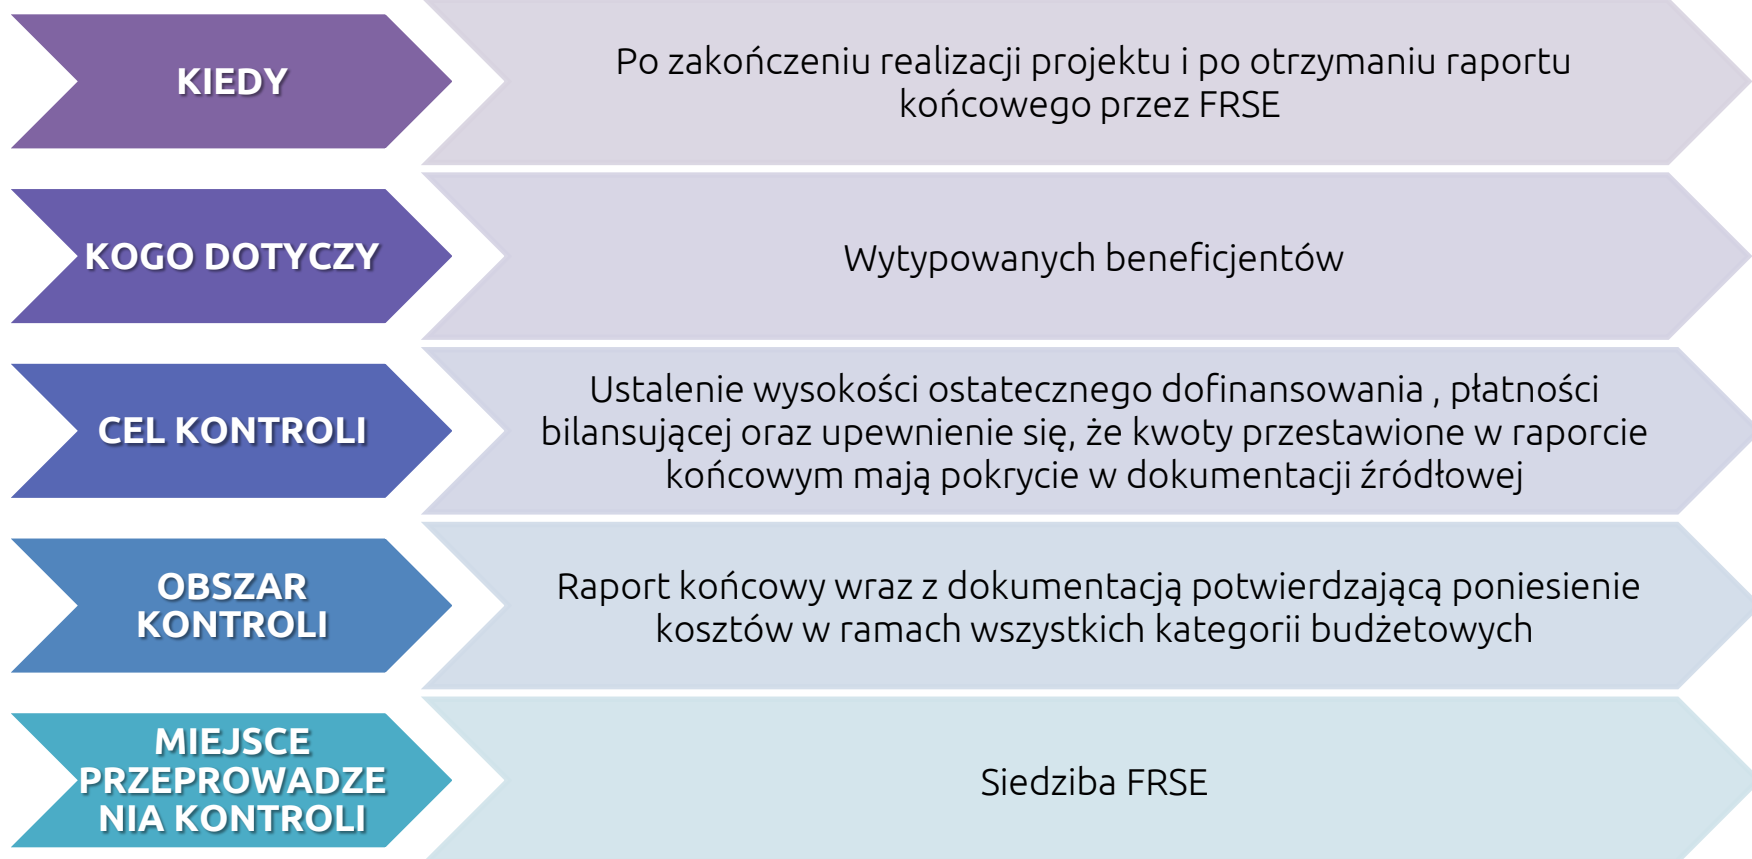 KIEDY
Po zakończeniu realizacji projektu i po otrzymaniu raportu
końcowego przez FRSE
KOGO DOTYCZY
Wytypowanych beneficjentów
CEL KONTROLI
Ustalenie wysokości ostatecznego dofinansowania , płatności
bilansującej oraz upewnienie się, że kwoty przestawione w raporcie
końcowym mają pokrycie w dokumentacji źródłowej
OBSZAR
KONTROLI
Raport końcowy wraz z dokumentacją potwierdzającą poniesienie
kosztów w ramach wszystkich kategorii budżetowych
MIEJSCE
PRZEPROWADZE
NIA KONTROLI
Siedziba FRSE